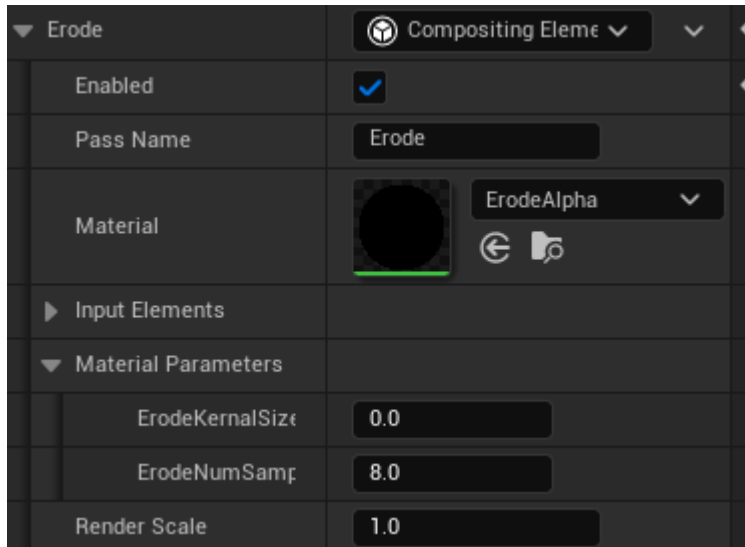 Erode
Compositing Eleme
Enabled
Pass Name
Erode
Material
ErodeAlpha
Input Elements
Material Parameters
ErodeKernalSize
0.0
ErodeNumSamp
8.0
Render Scale
1.0